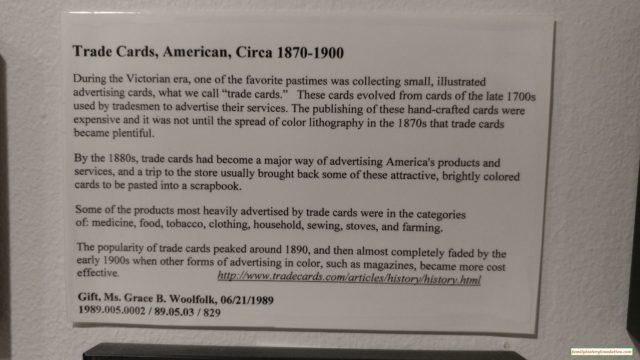 Trade Cards, American, Circa 1870-1900
During the Victorian era, one of the favorite pastimes was collecting small, illustrated
advertising cards, what we call “trade cards.” These cards evolved from cards of the late 1700s
used by tradesmen to advertise their services. The publishing of these hand-crafted cards were
expensive and it was not until the spread of color lithography in the 1870s that trade cards
became plentiful.
By the 1880s, trade cards had become a major way of advertising America's products and
services, and a trip to the store usually brought back some of these attractive, brightly colored
cards to be pasted into a scrapbook.
Some of the products most heavily advertised by trade cards were in the categories
of: medicine, food, tobacco, clothing, household, sewing, stoves, and farming.
The popularity of trade cards peaked around 1890, and then almost completely faded by the
early 1900s when other forms of advertising in color, such as magazines, became more cost
effective. http://www.tradecards.com/articles/history/history.html
Gift, Ms. Grace B. Woolfolk, 06/21/1989
1989.005.0002 / 89.05.03 / 829